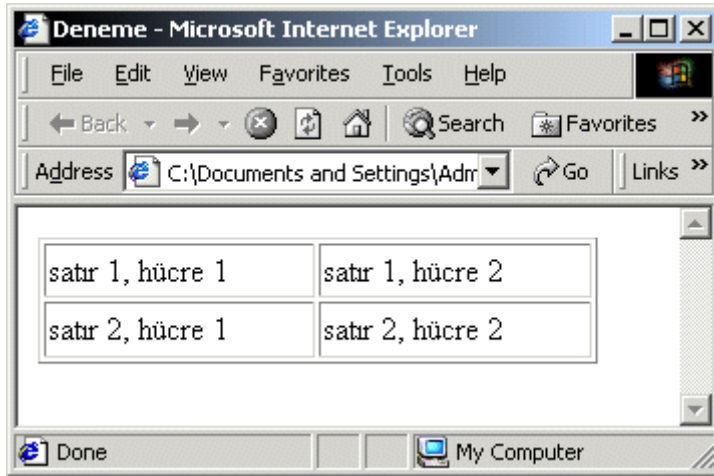 Deneme - Microsoft Internet Explorer
File Edit View Favorites Tools Help
Back Search Favorites »
Address C:\Documents and Settings\Adm Go Links »
satır 1, hücre 1 satır 1, hücre 2
satır 2, hücre 1 satır 2, hücre 2
Done My Computer